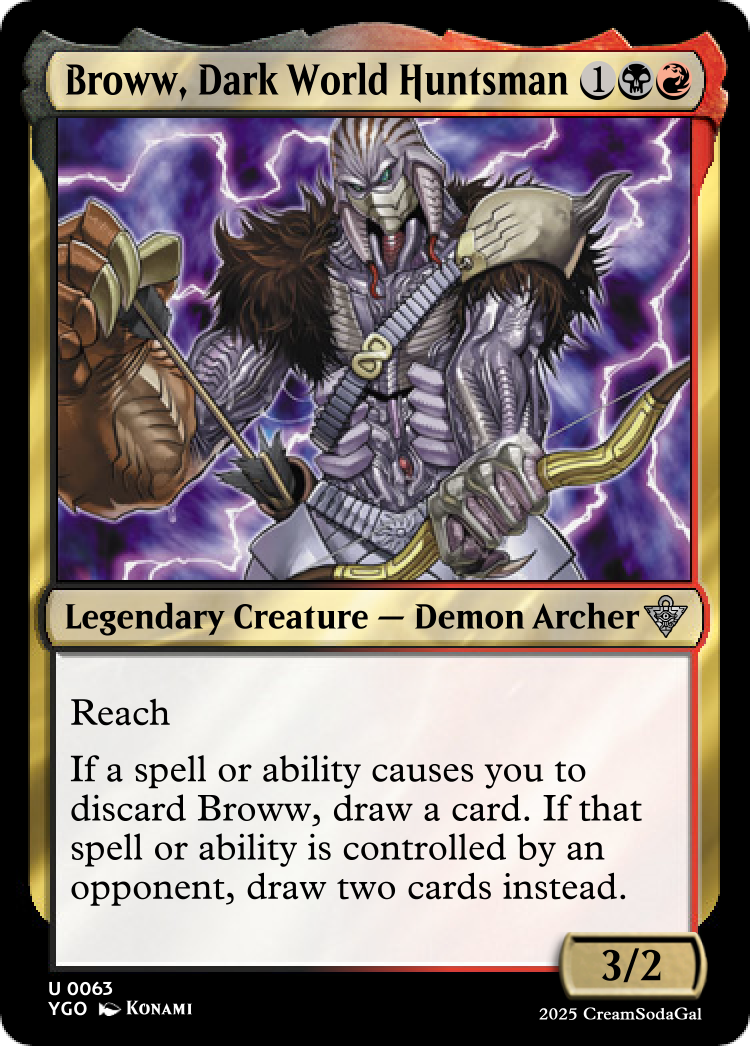 Broww, Dark World Huntsman 1
Legendary Creature — Demon Archer
Reach
If a spell or ability causes you to
discard Broww, draw a card. If that
spell or ability is controlled by an
opponent, draw two cards instead.
3/2
U 0063
YGO KONAMI
2025 CreamSodaGal